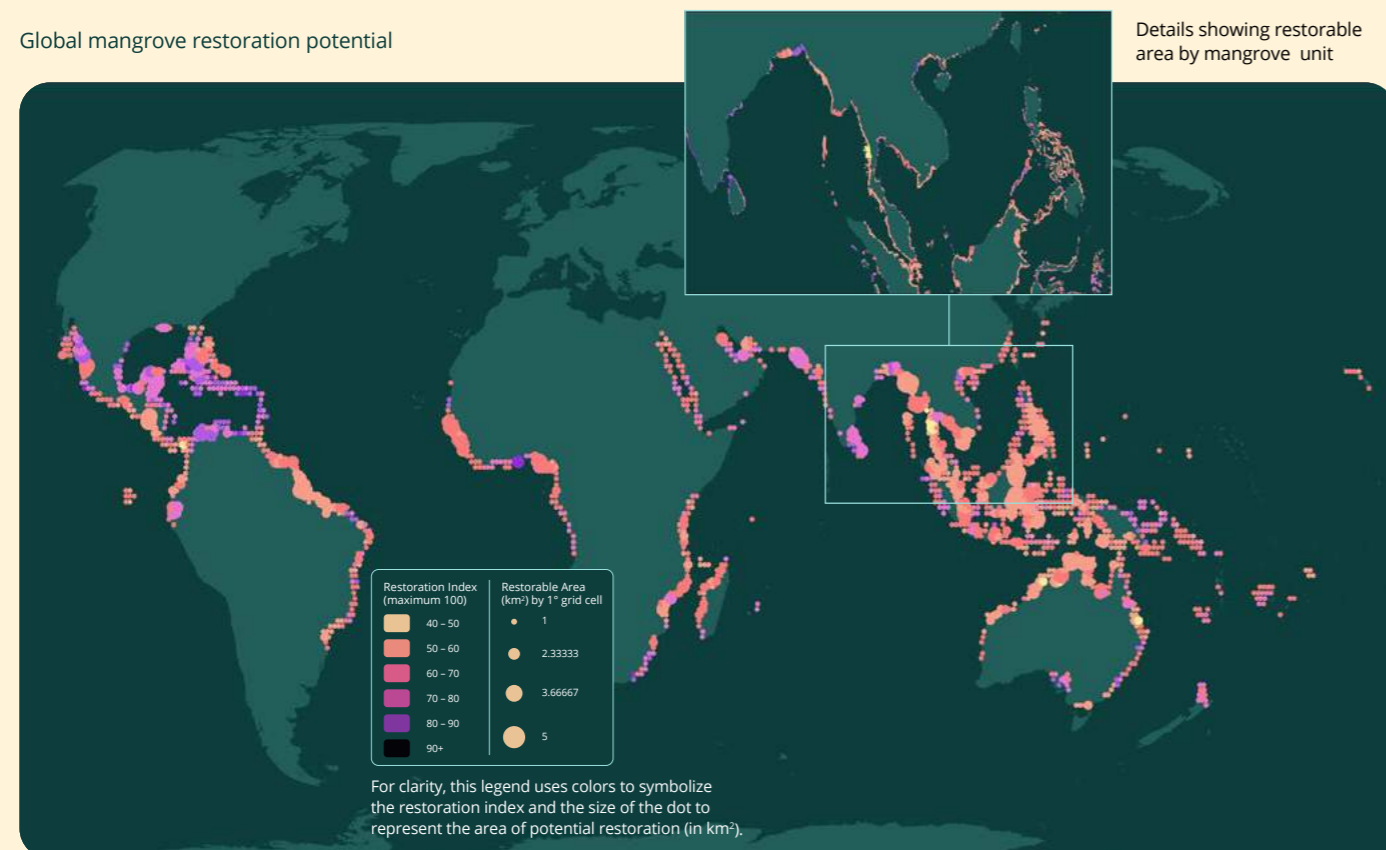 Global mangrove restoration potential
Details showing restorable
area by mangrove unit
Restoration Index
(maximum 100)
40 – 50
50 – 60
60 – 70
70 – 80
80 – 90
90+
Restorable Area
(km²) by 1° grid cell
1
2.33333
3.66667
5
For clarity, this legend uses colors to symbolize
the restoration index and the size of the dot to
represent the area of potential restoration (in km²).